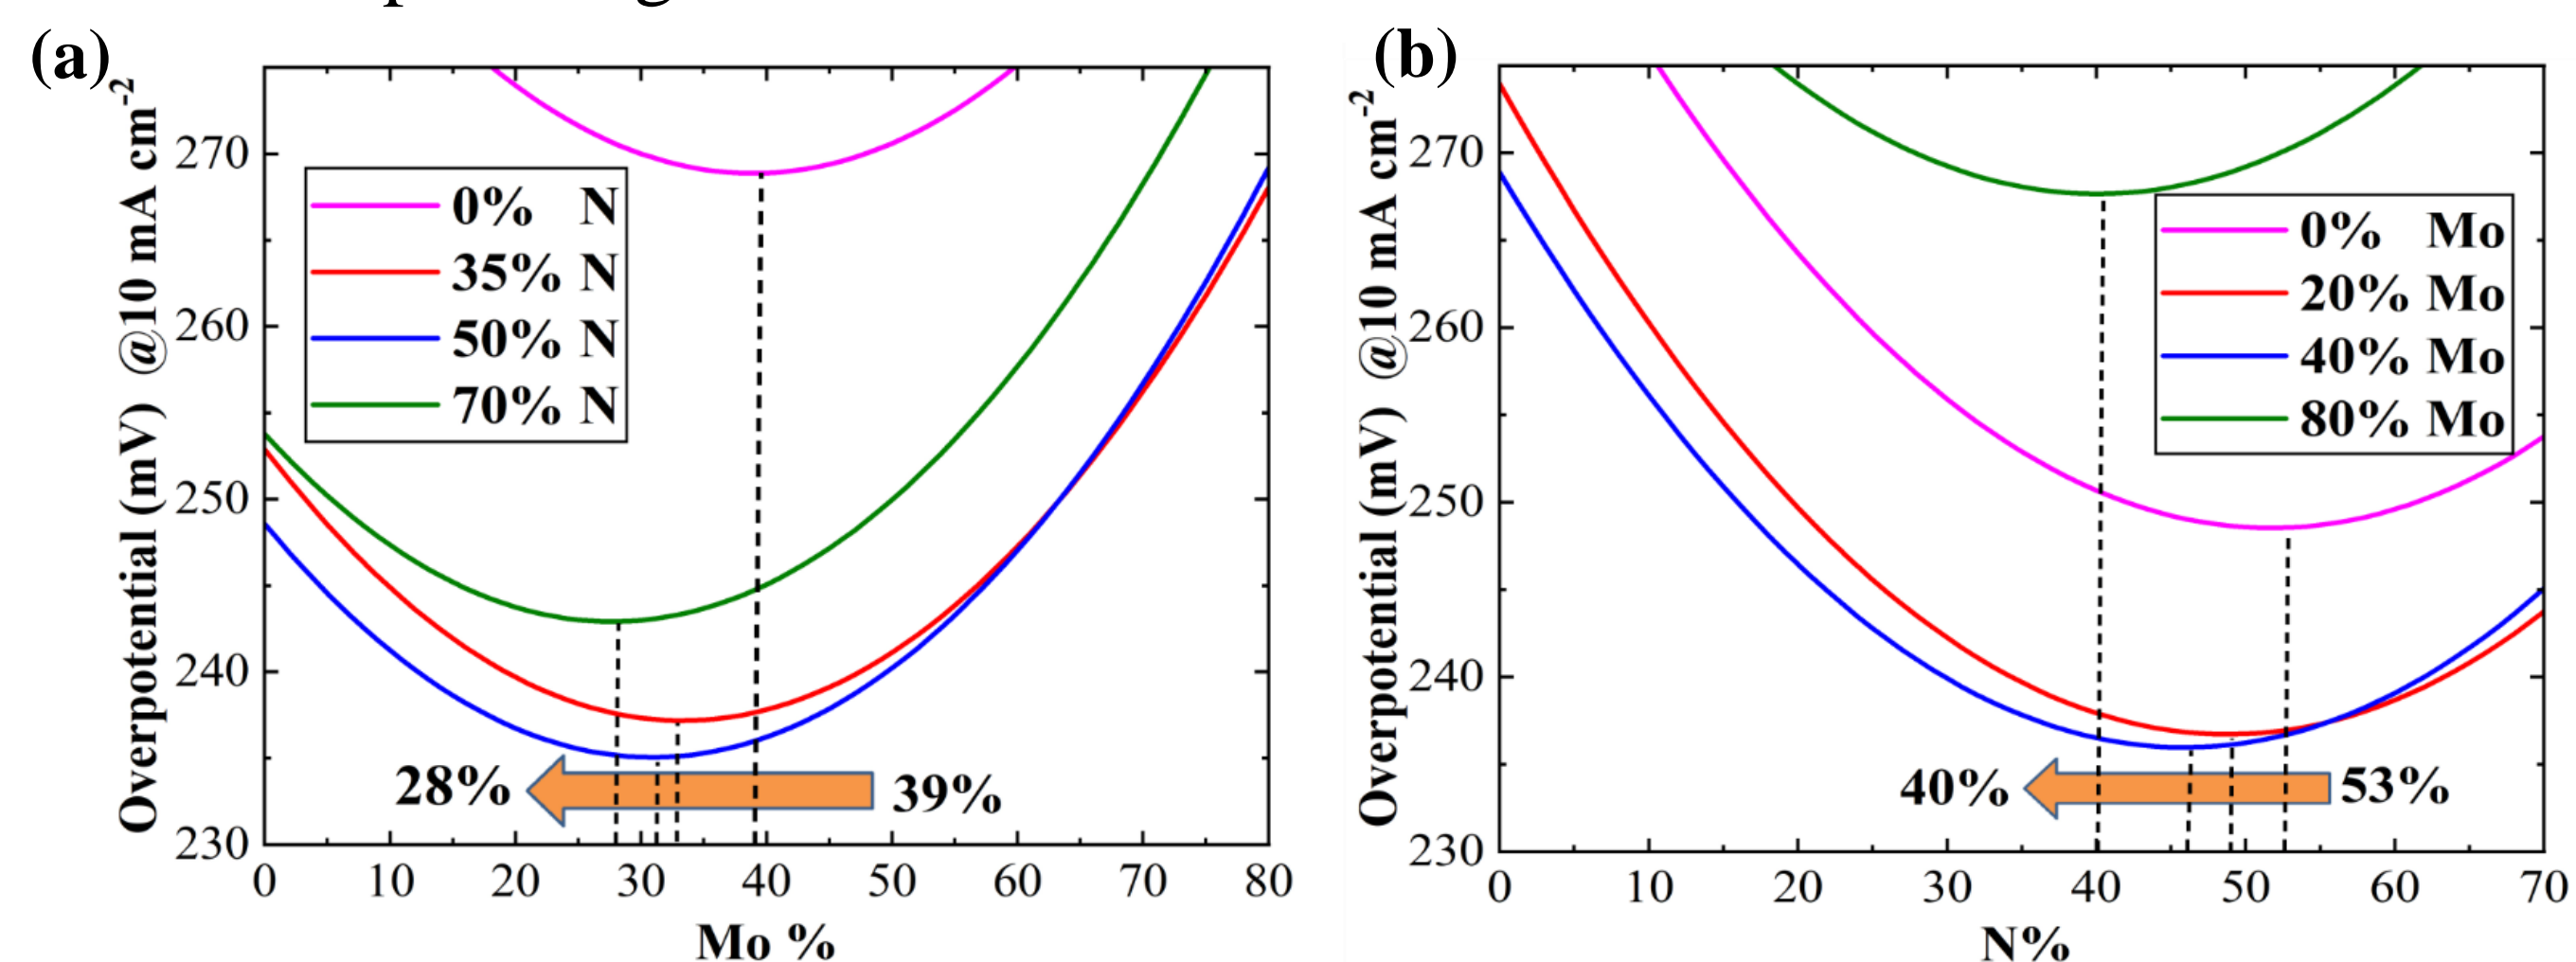 (a)
Overpotential (mV) @10 mA cm-2
270
260
250
240
230
0% N
35% N
50% N
70% N
28%
39%
0 10 20 30 40 50 60 70 80
Mo %
(b)
Overpotential (mV) @10 mA cm-2
270
260
250
240
230
0% Mo
20% Mo
40% Mo
80% Mo
40%
53%
0 10 20 30 40 50 60 70
N%